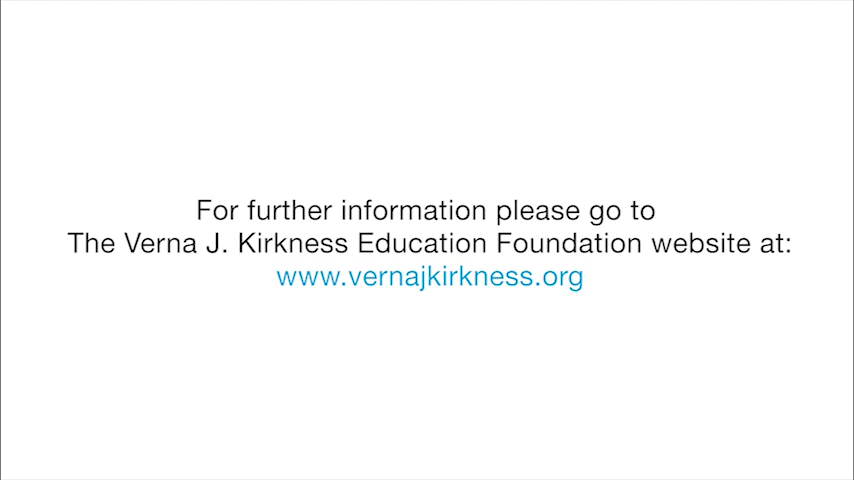 For further information please go to
The Verna J. Kirkness Education Foundation website at:
www.vernajkirkness.org